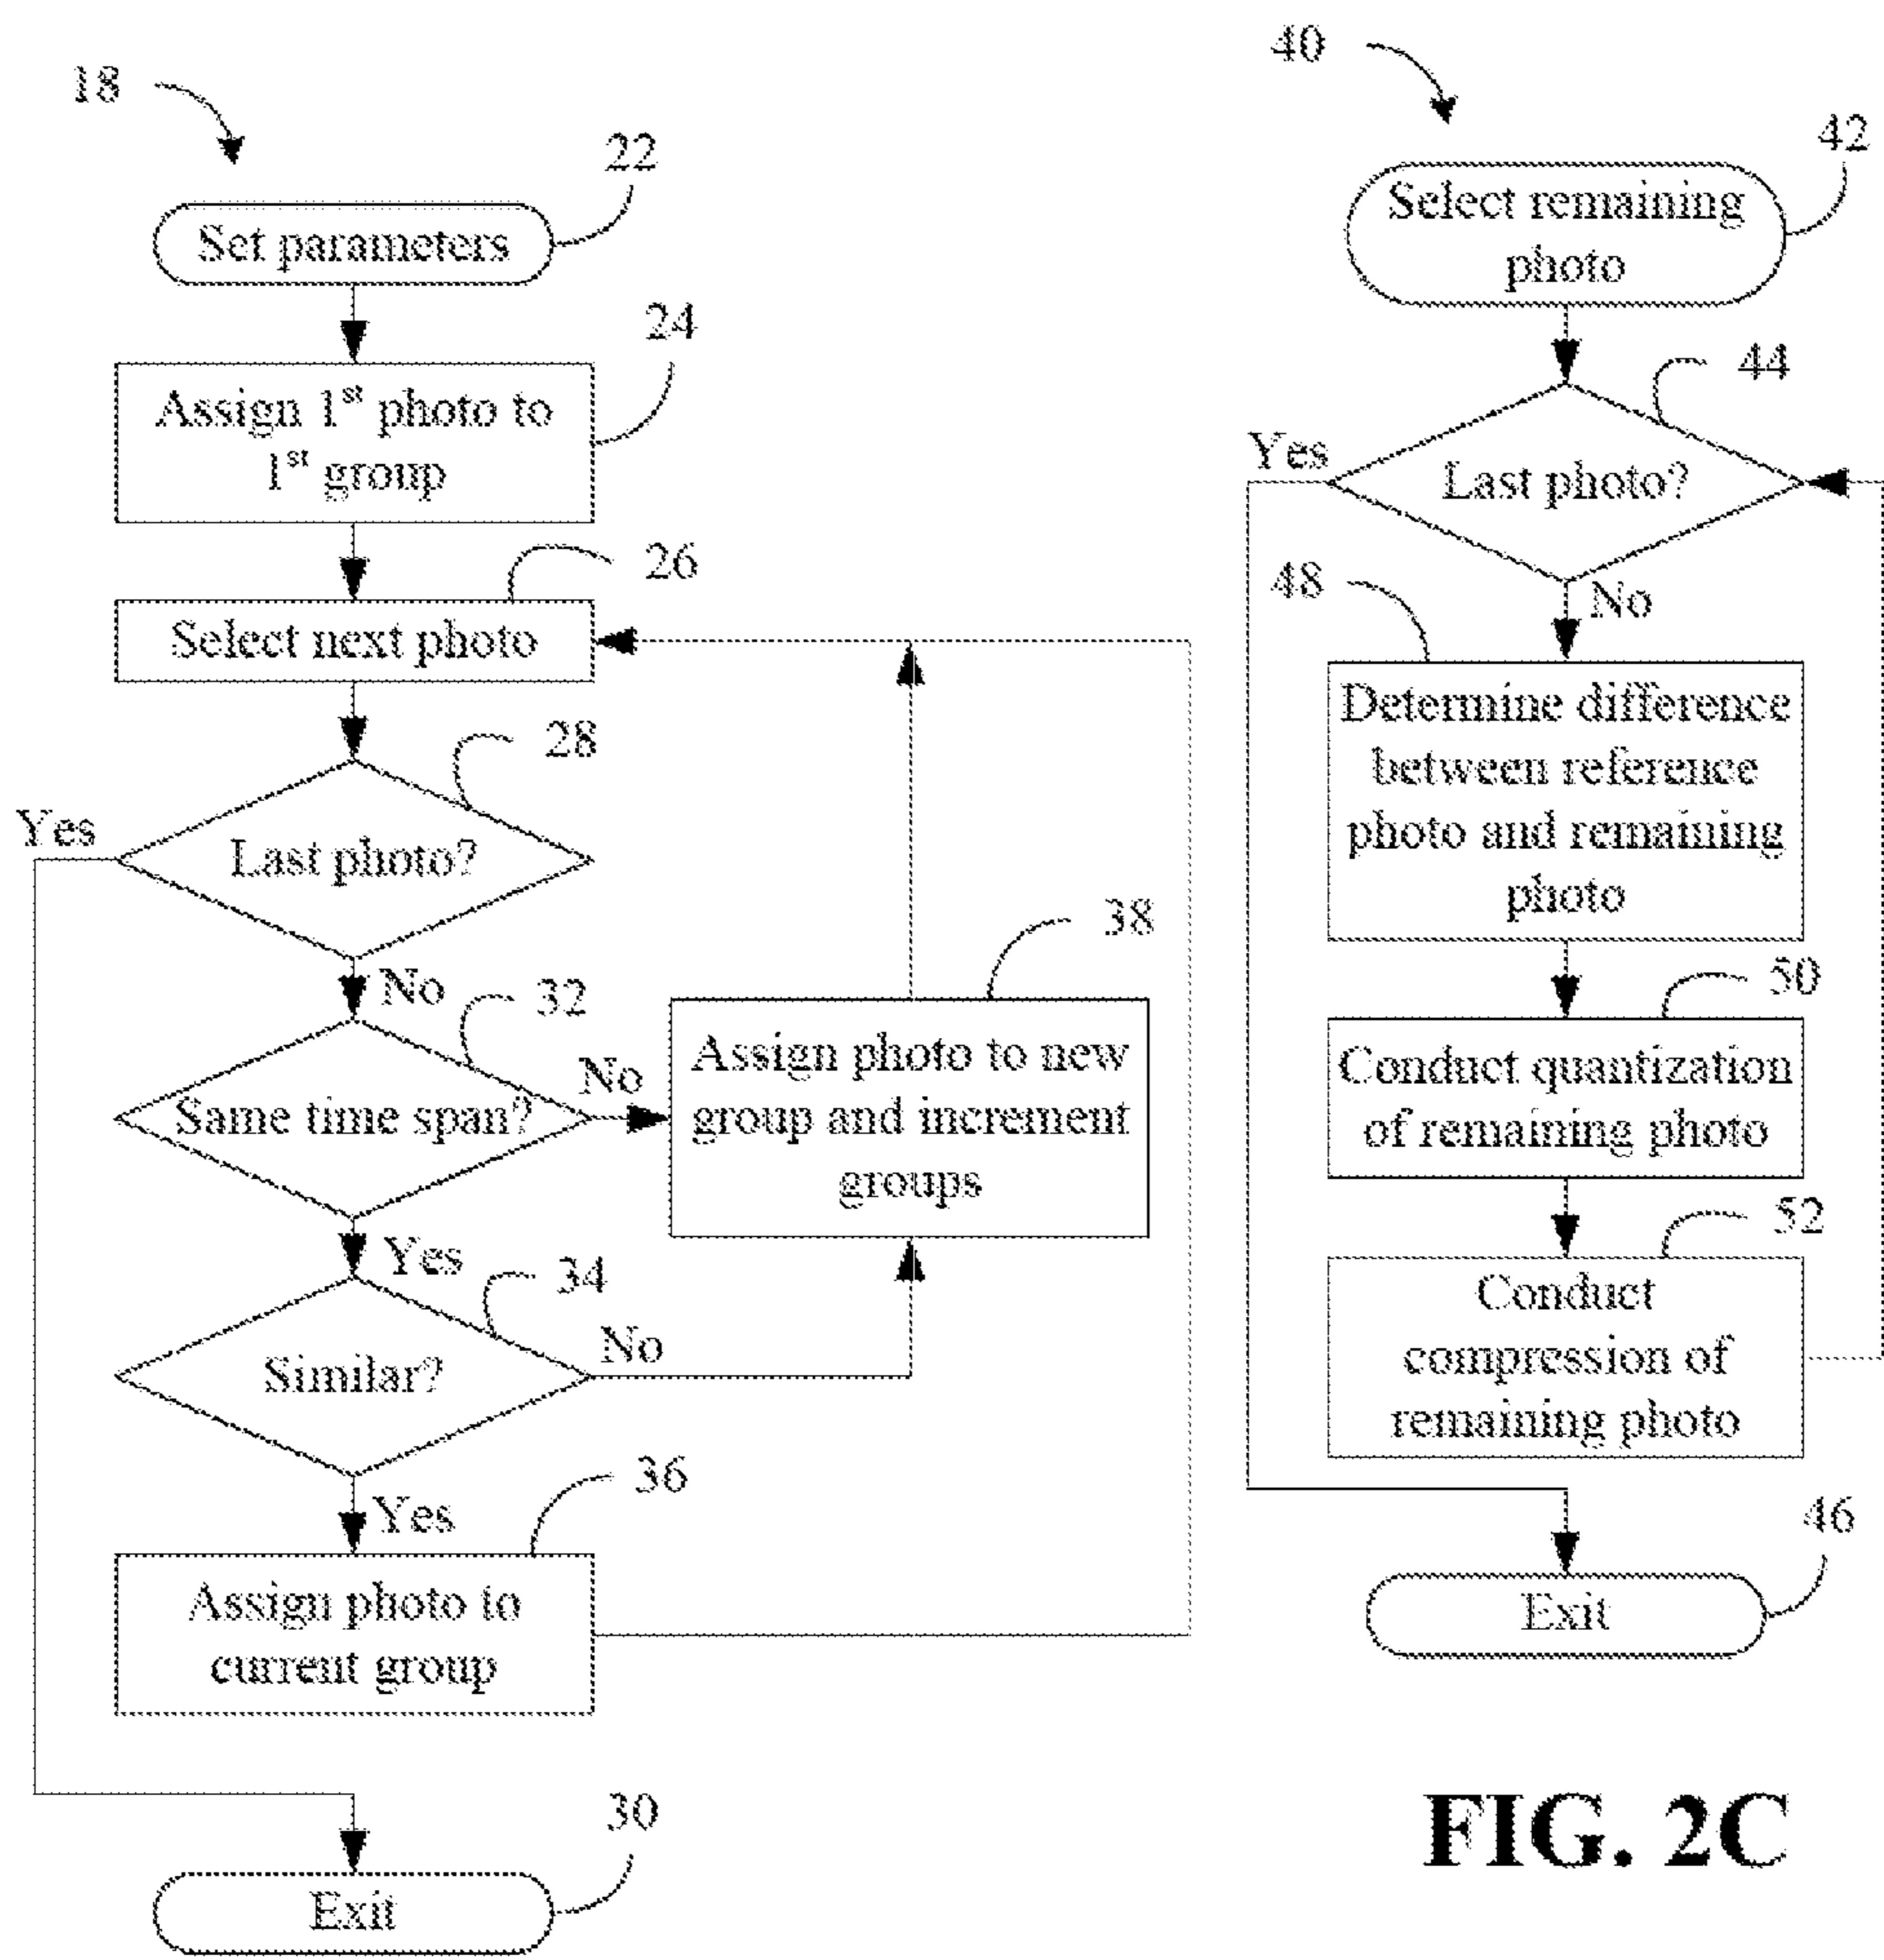 18
22
Set parameters
24
Assign 1st photo to
1st group
26
Select next photo
28
Yes
Last photo?
No
32
Same time span?
No
38
Assign photo to new
group and increment
groups
Yes
34
Similar?
No
Yes
36
Assign photo to
current group
30
Exit
40
42
Select remaining
photo
44
Yes
Last photo?
No
48
Determine difference
between reference
photo and remaining
photo
50
Conduct quantization
of remaining photo
52
Conduct
compression of
remaining photo
46
Exit
FIG. 2C